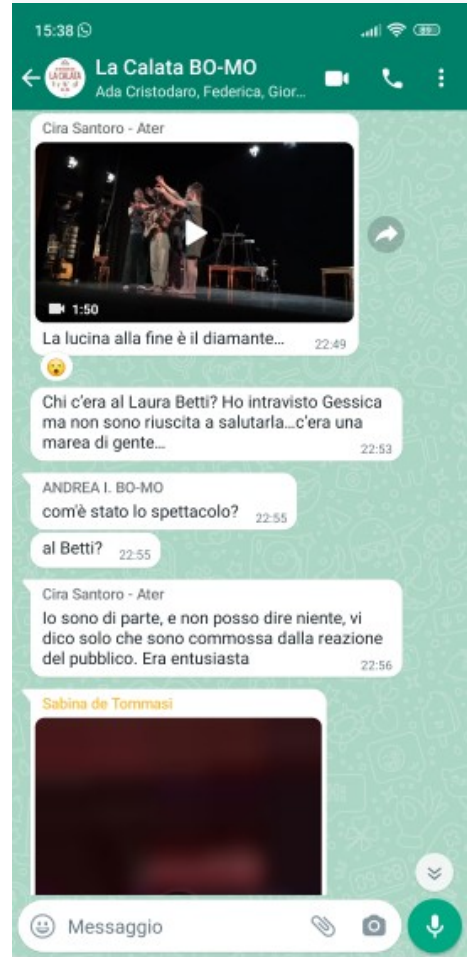 15:38
89
La Calata BO-MO
Ada Cristodaro, Federica, Gior...
Cira Santoro - Ater
1:50
La lucina alla fine è il diamante...
22:49
Chi c'era al Laura Betti? Ho intravisto Gessica
ma non sono riuscita a salutarla...c'era una
marea di gente...
22:53
ANDREA I. BO-MO
com'è stato lo spettacolo?
22:55
al Betti?
22:55
Cira Santoro - Ater
Io sono di parte, e non posso dire niente, vi
dico solo che sono commossa dalla reazione
del pubblico. Era entusiasta
22:56
Sabina de Tommasi
Messaggio